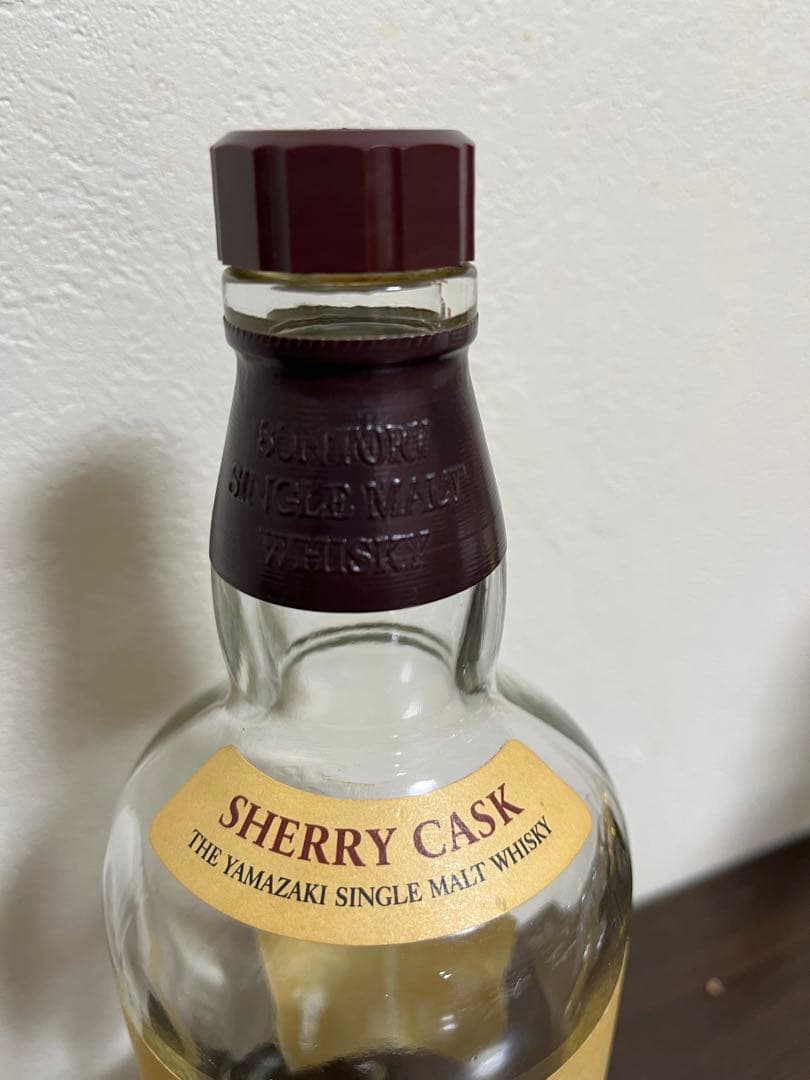 SUNTORY
SINGLE MALT
WHISKY
SHERRY CASK
THE YAMAZAKI SINGLE MALT WHISKY